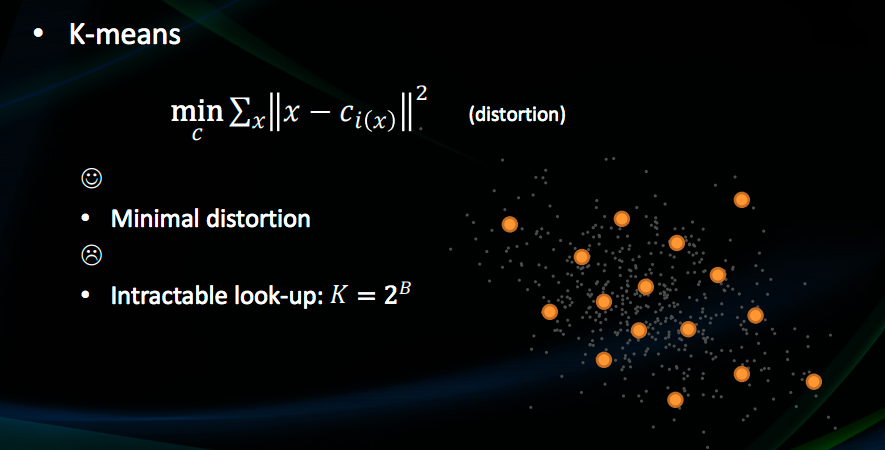 • K-means
min_C ∑_x ‖x − c_{i(x)}‖² (distortion)
☺
• Minimal distortion
☹
• Intractable look-up: K = 2^B